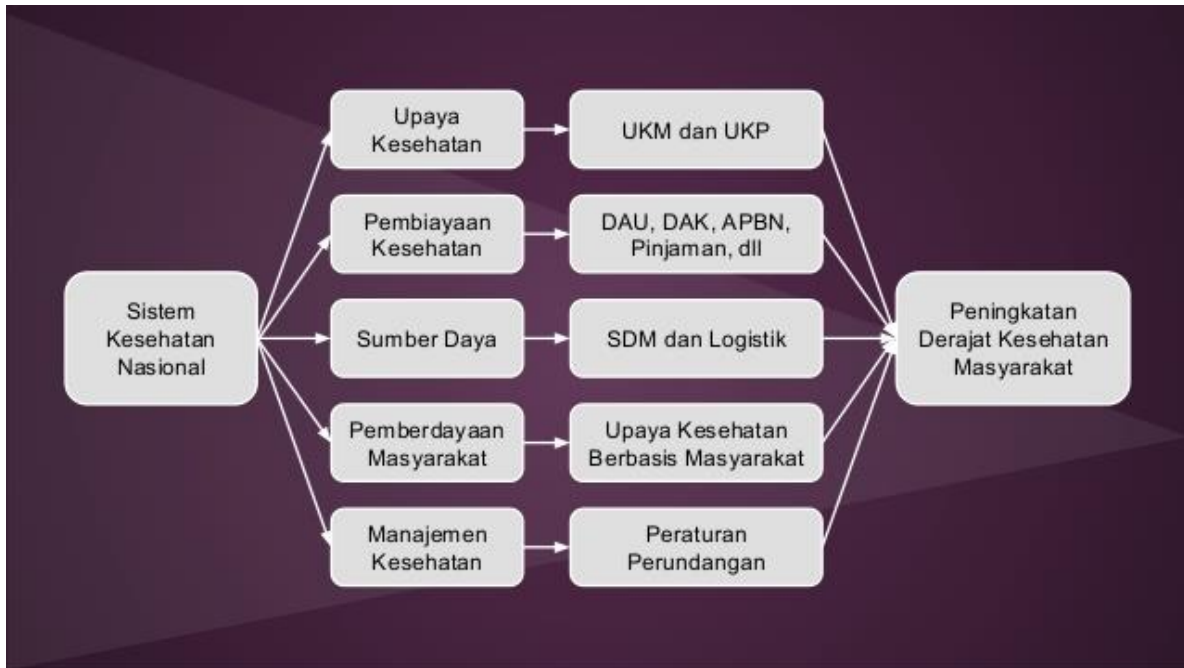 Sistem
Kesehatan
Nasional
Upaya
Kesehatan
UKM dan UKP
Pembiayaan
Kesehatan
DAU, DAK, APBN,
Pinjaman, dll
Sumber Daya
SDM dan Logistik
Pemberdayaan
Masyarakat
Upaya Kesehatan
Berbasis Masyarakat
Manajemen
Kesehatan
Peraturan
Perundangan
Peningkatan
Derajat Kesehatan
Masyarakat